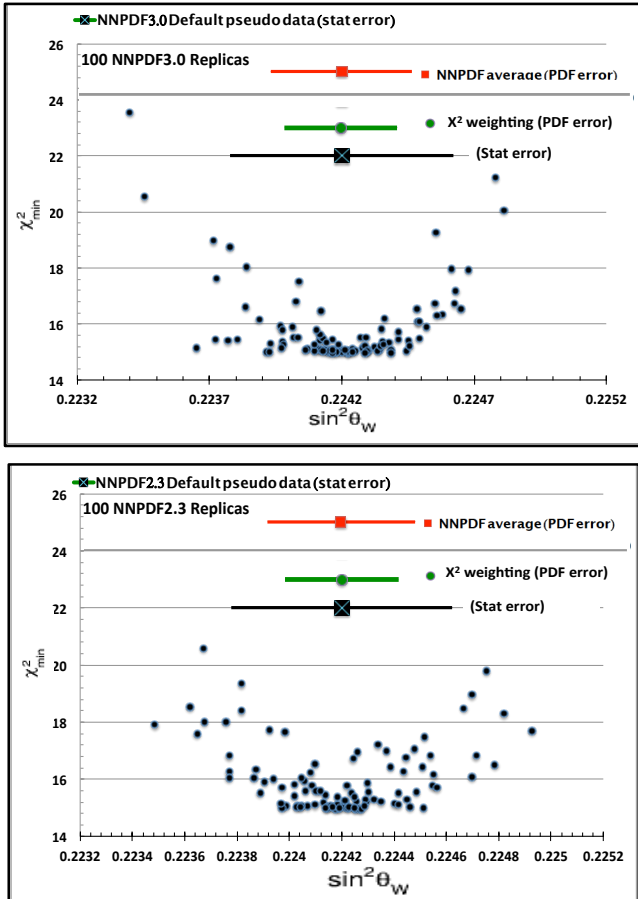 NNPDF3.0 Default pseudo data (stat error)
26
100 NNPDF3.0 Replicas
NNPDF average (PDF error)
24
X² weighting (PDF error)
22
(Stat error)
20
χ²min
18
16
14
0.2232 0.2237 0.2242 0.2247 0.2252
sin²θW
NNPDF2.3 Default pseudo data (stat error)
26
100 NNPDF2.3 Replicas
NNPDF average (PDF error)
24
X² weighting (PDF error)
22
(Stat error)
20
χ²min
18
16
14
0.2232 0.2234 0.2236 0.2238 0.224 0.2242 0.2244 0.2246 0.2248 0.225 0.2252
sin²θW